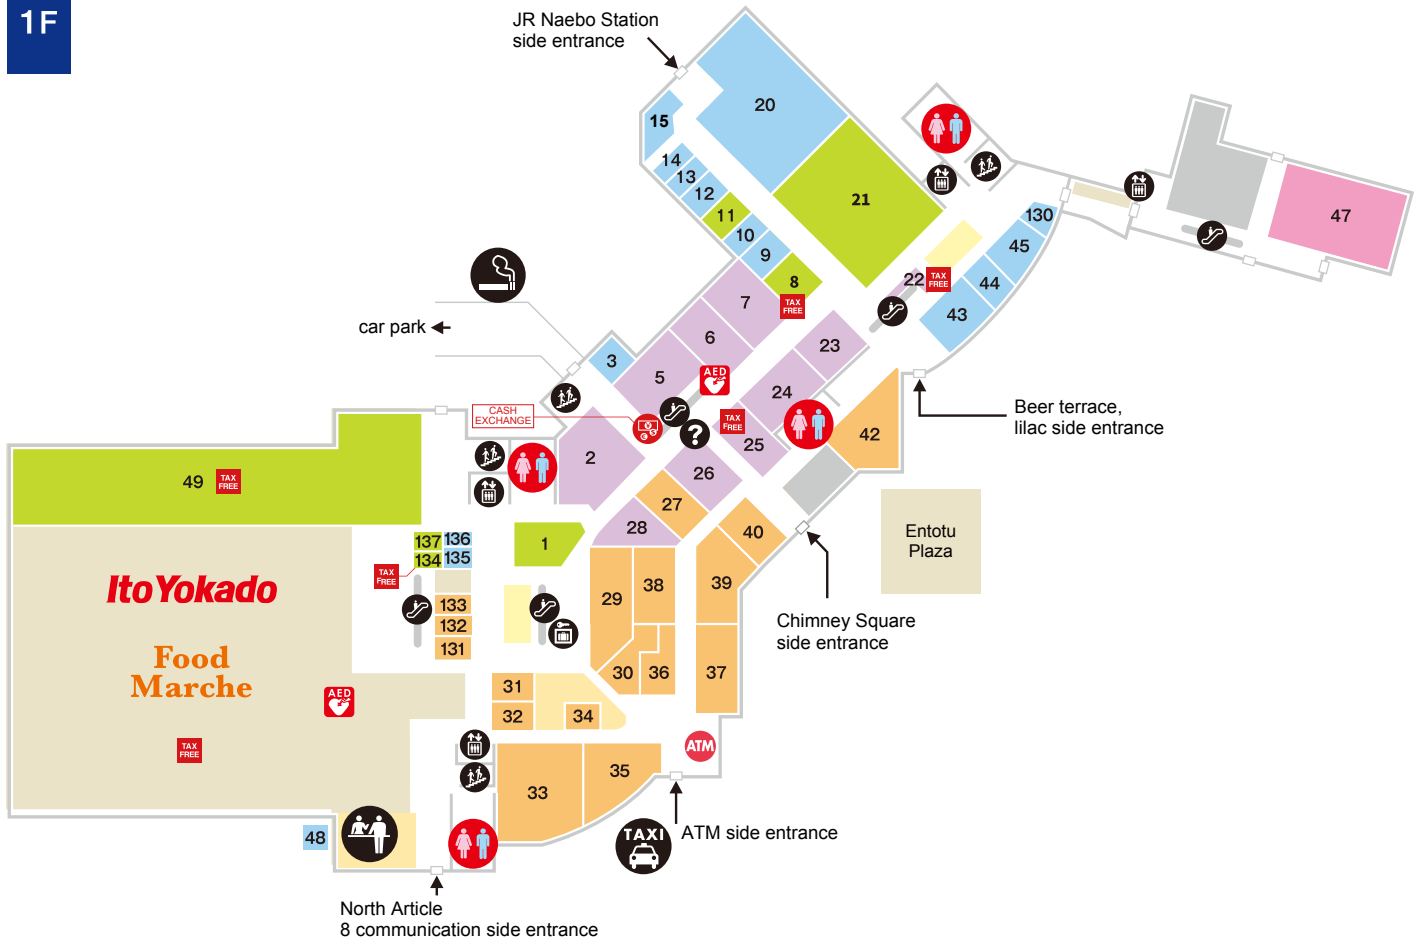 1F
JR Naebo Station
side entrance
20
15
14
13
12
11
10
9
8
TAX
FREE
21
130
45
44
43
22
TAX
FREE
47
car park
7
6
5
3
AED
23
24
25
TAX
FREE
CASH
EXCHANGE
?
2
26
27
28
42
40
Beer terrace,
lilac side entrance
Entotu
Plaza
49
TAX
FREE
137
136
134
135
TAX
FREE
133
132
131
1
ItoYokado
Food
Marche
AED
TAX
FREE
29
38
39
30
36
37
Chimney Square
side entrance
31
32
34
33
35
ATM
48
TAXI
ATM side entrance
North Article
8 communication side entrance